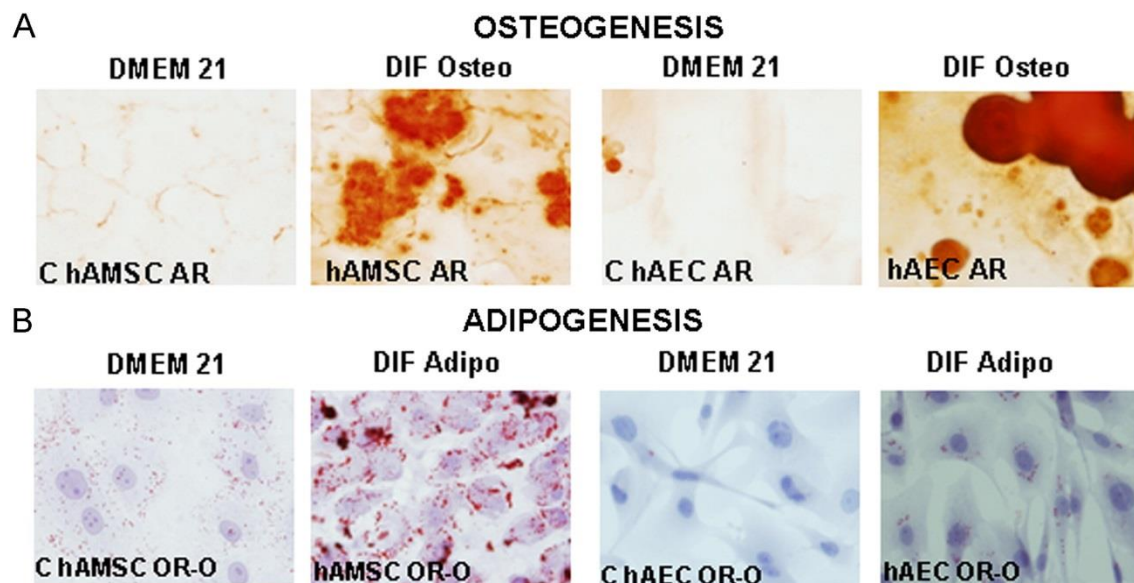 A
OSTEOGENESIS
DMEM 21 DIF Osteo DMEM 21 DIF Osteo
C hAMSC AR hAMSC AR C hAEC AR hAEC AR
B
ADIPOGENESIS
DMEM 21 DIF Adipo DMEM 21 DIF Adipo
C hAMSC OR-O hAMSC OR-O C hAEC OR-O hAEC OR-O